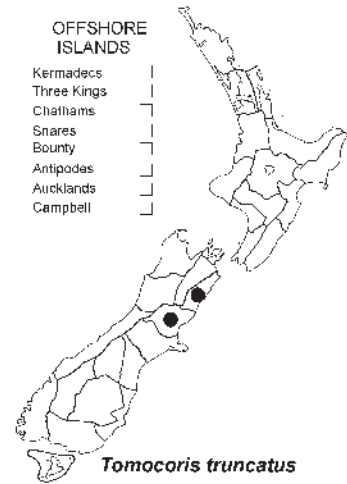 OFFSHORE
ISLANDS
Kermadecs
Three Kings
Chathams
Snares
Bounty
Antipodes
Aucklands
Campbell
Tomocoris truncatus